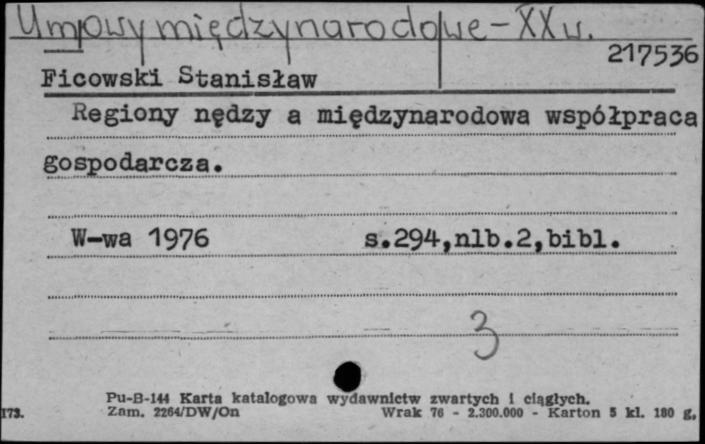 Umowy międzynarodowe - XX w.
217536
Ficowski Stanisław
Regiony nędzy a międzynarodowa współpraca
gospodarcza.
W-wa 1976 s.294,nlb.2,bibl.
3
Pu-B-144 Karta katalogowa wydawnictw zwartych i ciągłych.
173. Zam. 2264/DW/On Wrak 76 - 2.300.000 - Karton 5 kl. 180 g.